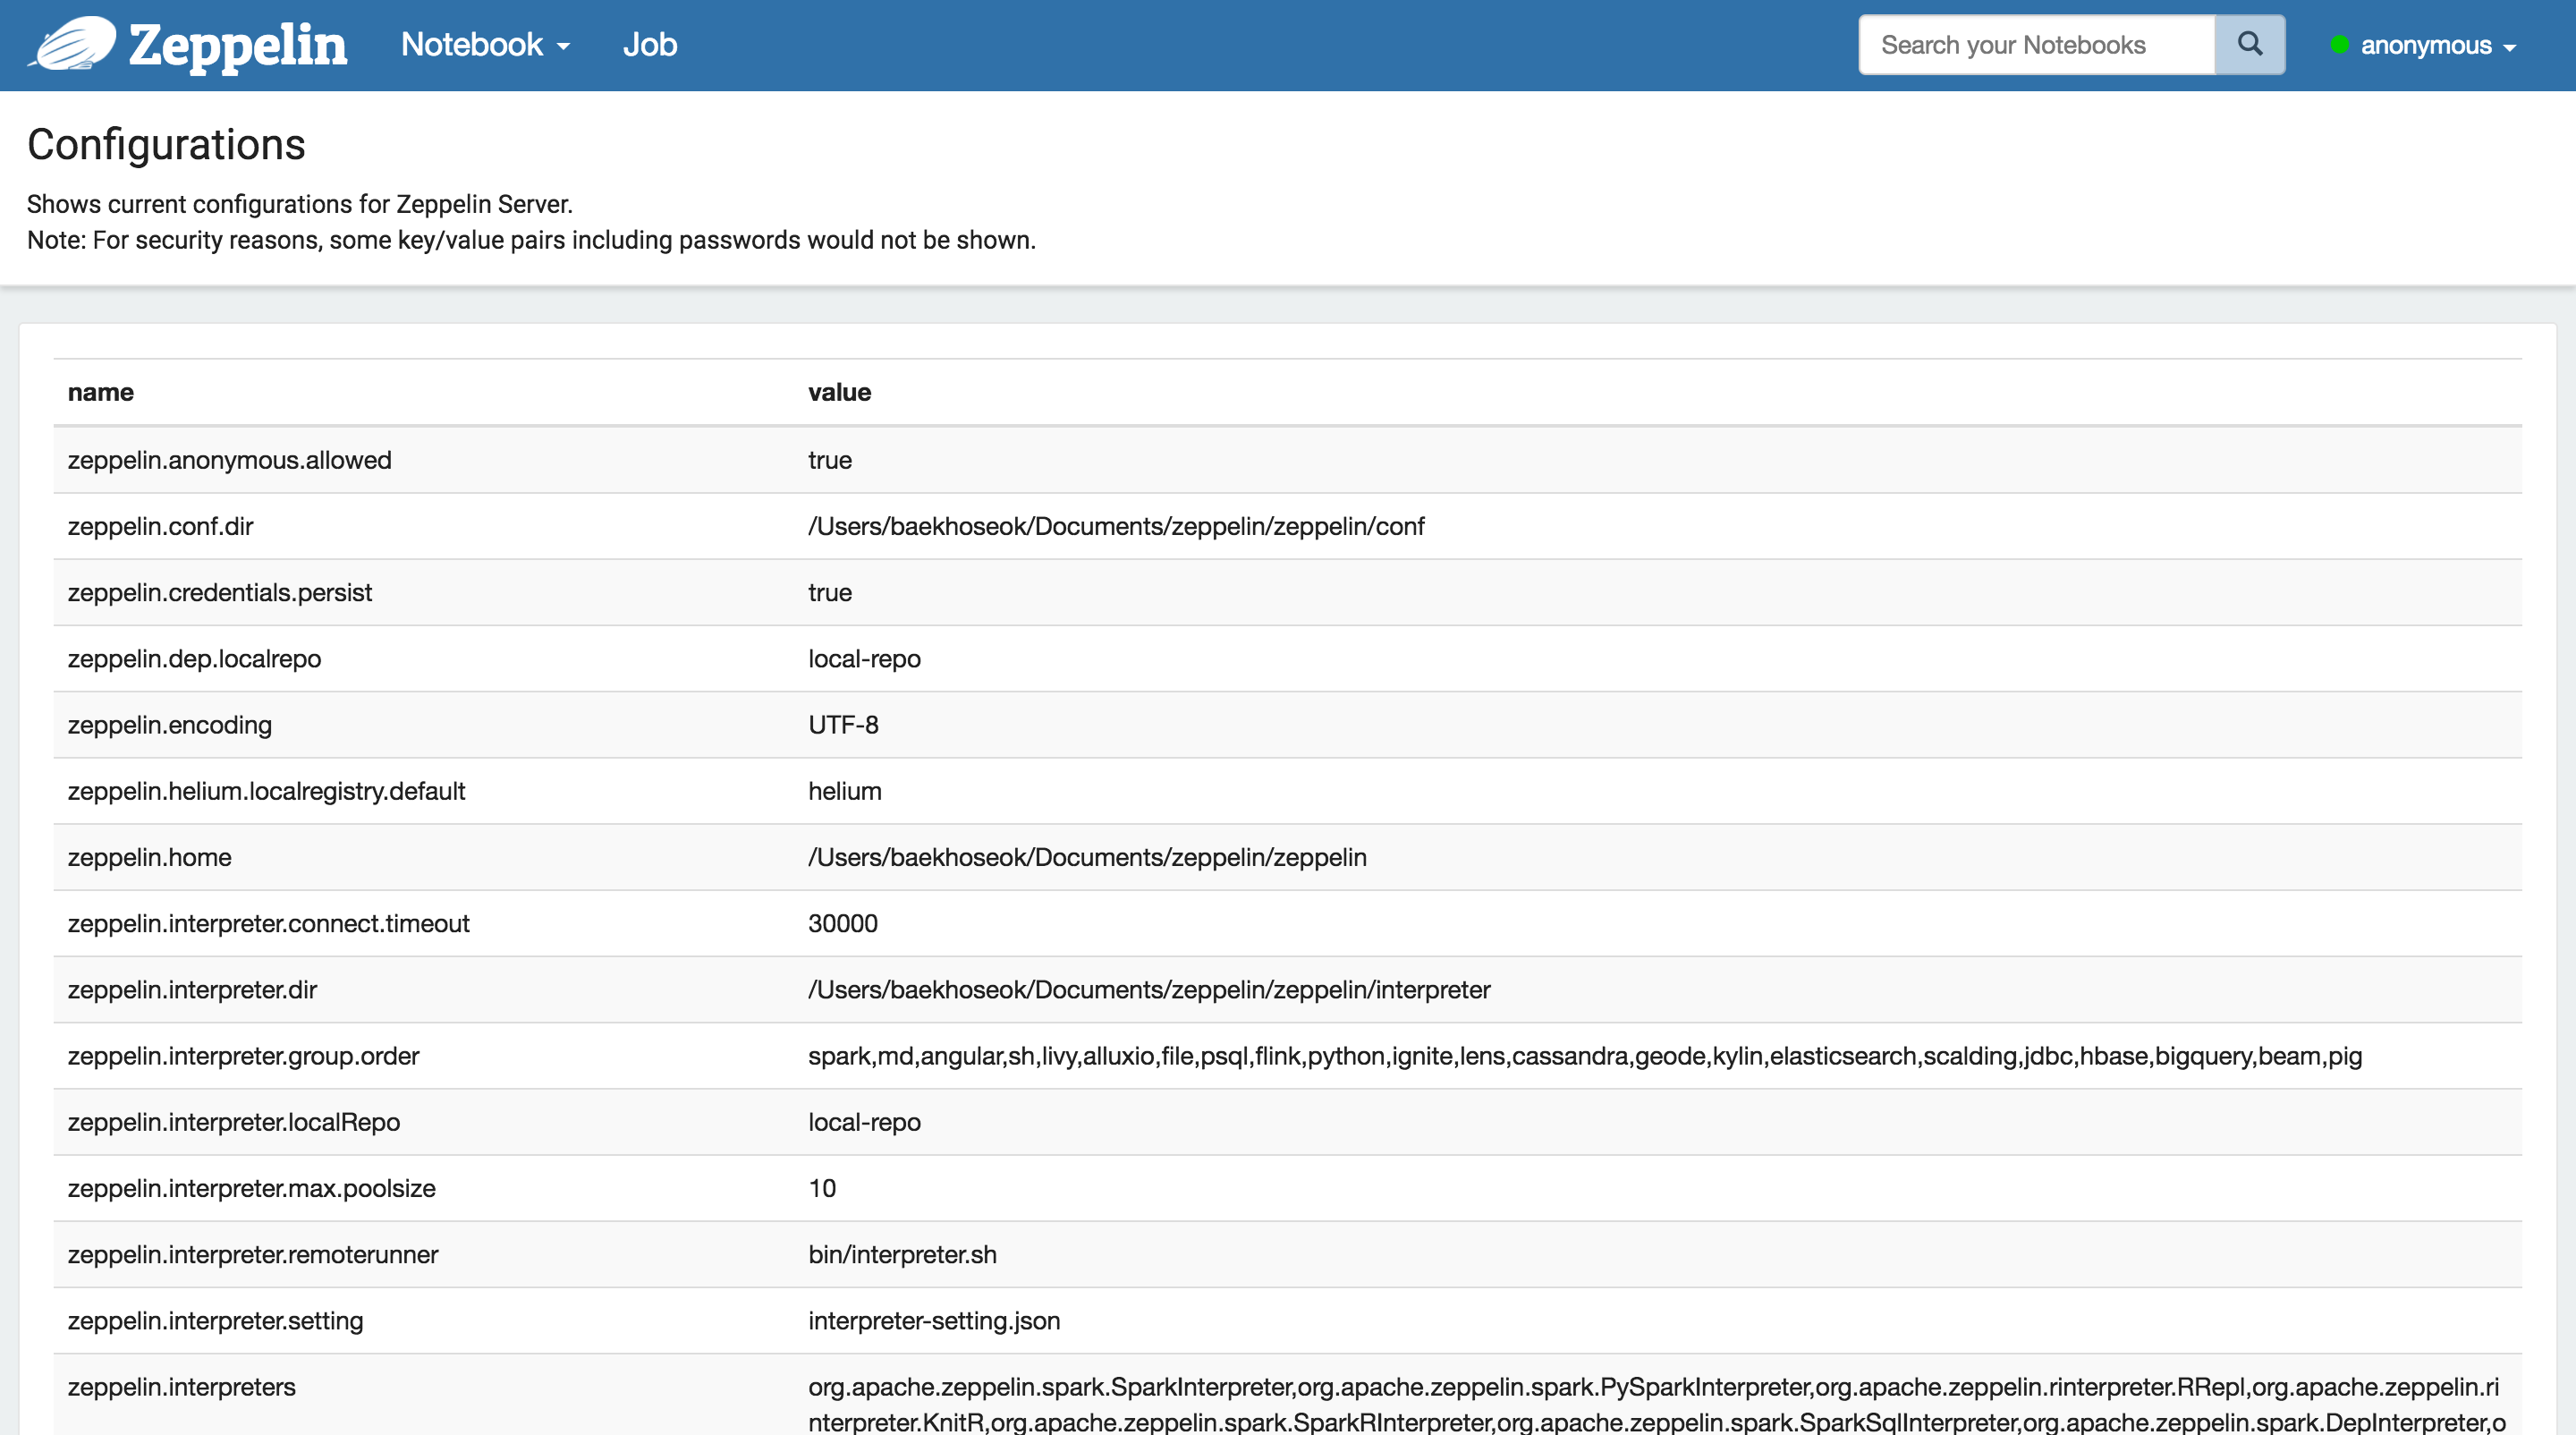 Zeppelin Notebook Job Search your Notebooks anonymous
Configurations
Shows current configurations for Zeppelin Server.
Note: For security reasons, some key/value pairs including passwords would not be shown.
name value
zeppelin.anonymous.allowed true
zeppelin.conf.dir /Users/baekhoseok/Documents/zeppelin/zeppelin/conf
zeppelin.credentials.persist true
zeppelin.dep.localrepo local-repo
zeppelin.encoding UTF-8
zeppelin.helium.localregistry.default helium
zeppelin.home /Users/baekhoseok/Documents/zeppelin/zeppelin
zeppelin.interpreter.connect.timeout 30000
zeppelin.interpreter.dir /Users/baekhoseok/Documents/zeppelin/zeppelin/interpreter
zeppelin.interpreter.group.order spark,md,angular,sh,livy,alluxio,file,psql,flink,python,ignite,lens,cassandra,geode,kylin,elasticsearch,scalding,jdbc,hbase,bigquery,beam,pig
zeppelin.interpreter.localRepo local-repo
zeppelin.interpreter.max.poolsize 10
zeppelin.interpreter.remoterunner bin/interpreter.sh
zeppelin.interpreter.setting interpreter-setting.json
zeppelin.interpreters org.apache.zeppelin.spark.SparkInterpreter,org.apache.zeppelin.spark.PySparkInterpreter,org.apache.zeppelin.rinterpreter.RRepl,org.apache.zeppelin.ri
nterpreter.KnitR,org.apache.zeppelin.spark.SparkRInterpreter,org.apache.zeppelin.spark.SparkSqlInterpreter,org.apache.zeppelin.spark.DepInterpreter,o